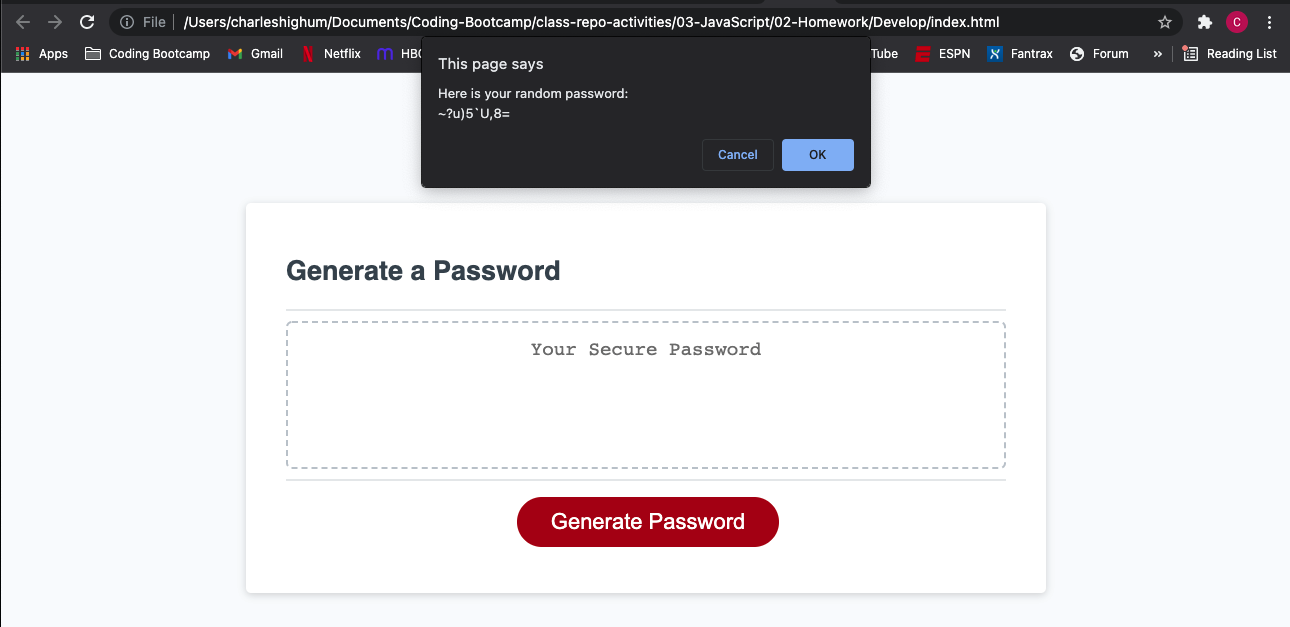 File /Users/charleshighum/Documents/Coding-Bootcamp/class-repo-activities/03-JavaScript/02-Homework/Develop/index.html C
Apps Coding Bootcamp Gmail Netflix Tube ESPN Fantrax Forum » Reading List
This page says
Here is your random password:
~?u)5`U,8=
Cancel OK
Generate a Password
Your Secure Password
Generate Password